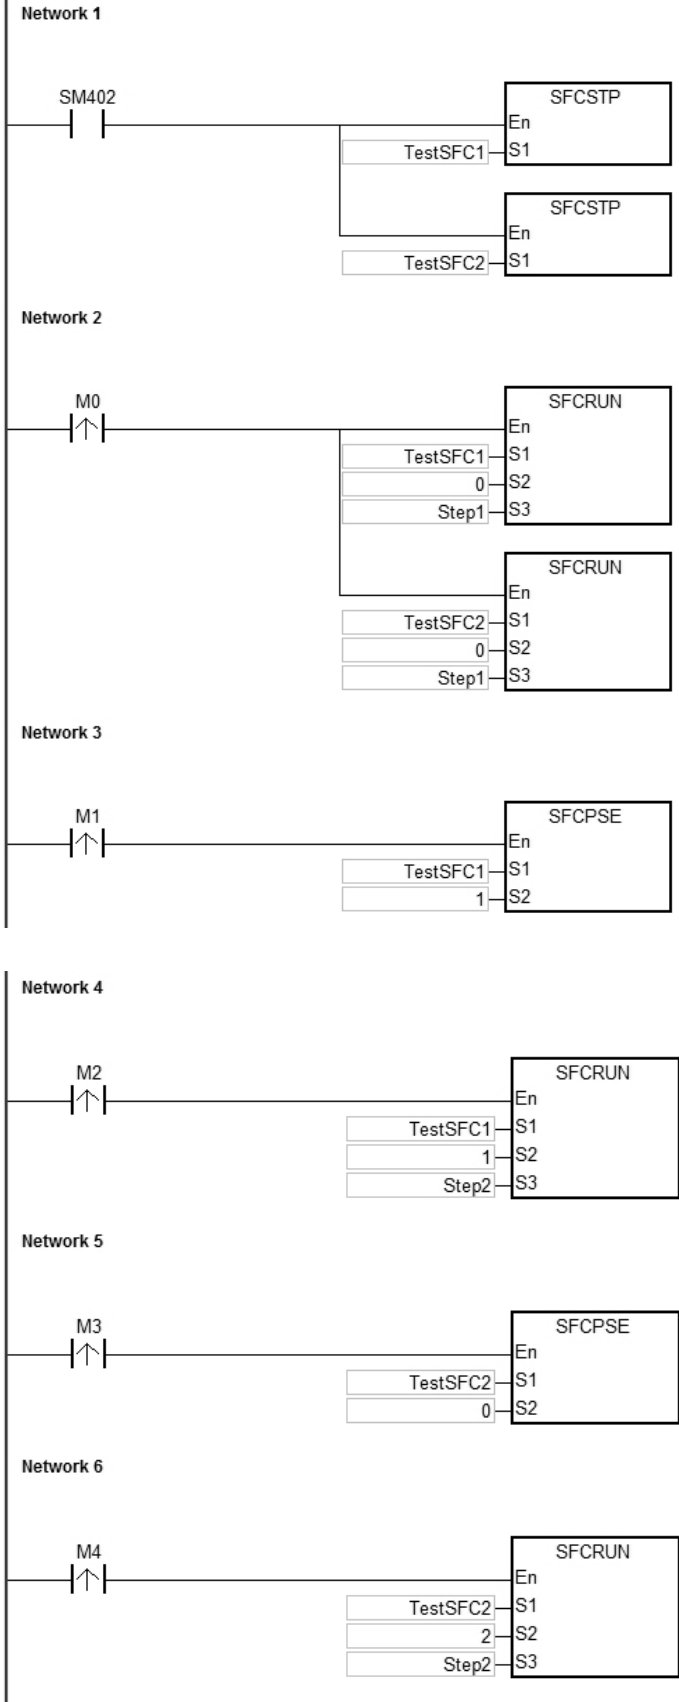 Network 1
SM402
SFCSTP
En
TestSFC1 S1
SFCSTP
En
TestSFC2 S1
Network 2
M0
SFCRUN
En
TestSFC1 S1
0 S2
Step1 S3
SFCRUN
En
TestSFC2 S1
0 S2
Step1 S3
Network 3
M1
SFCPSE
En
TestSFC1 S1
1 S2
Network 4
M2
SFCRUN
En
TestSFC1 S1
1 S2
Step2 S3
Network 5
M3
SFCPSE
En
TestSFC2 S1
0 S2
Network 6
M4
SFCRUN
En
TestSFC2 S1
2 S2
Step2 S3